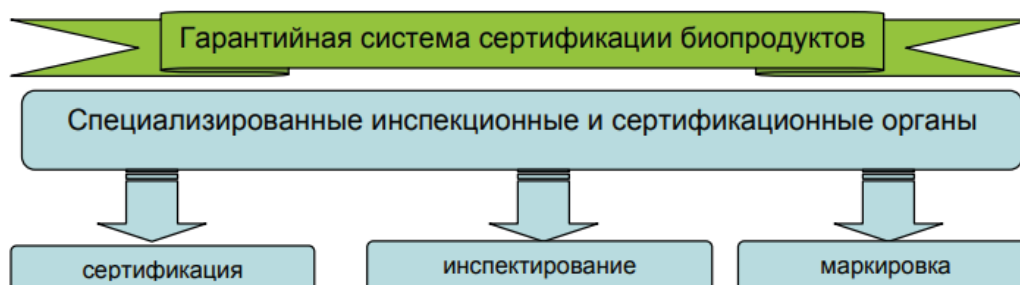 Гарантийная система сертификации биопродуктов
Специализированные инспекционные и сертификационные органы
сертификация
инспектирование
маркировка